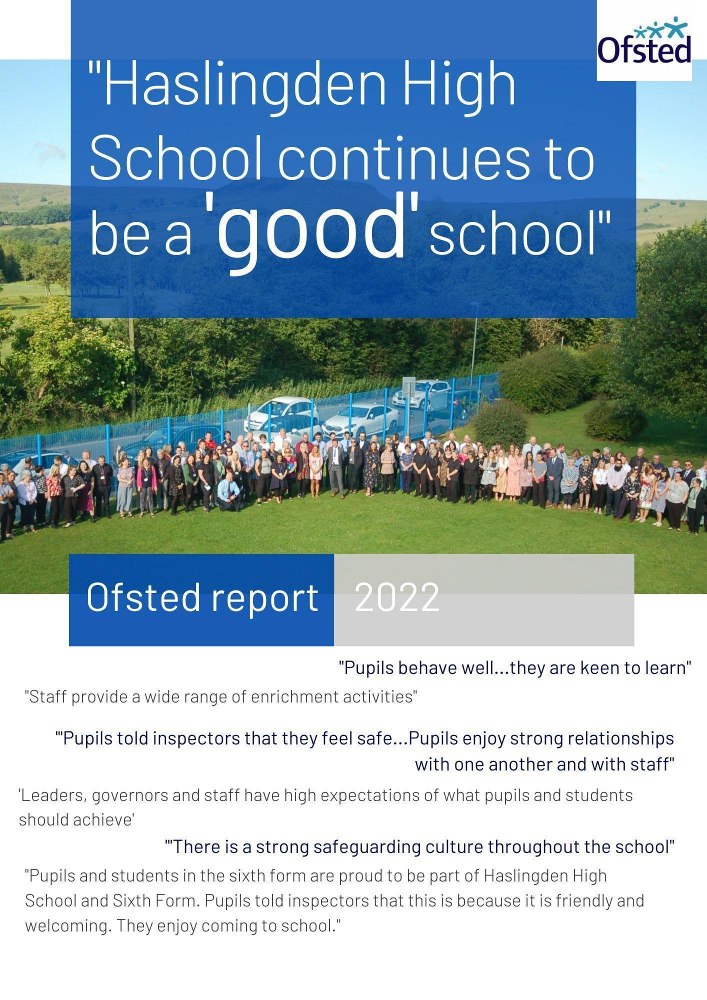 Ofsted
"Haslingden High
School continues to
be a 'good' school"
Ofsted report 2022
"Pupils behave well...they are keen to learn"
"Staff provide a wide range of enrichment activities"
"'Pupils told inspectors that they feel safe...Pupils enjoy strong relationships
with one another and with staff"
'Leaders, governors and staff have high expectations of what pupils and students
should achieve'
"'There is a strong safeguarding culture throughout the school"
"Pupils and students in the sixth form are proud to be part of Haslingden High
School and Sixth Form. Pupils told inspectors that this is because it is friendly and
welcoming. They enjoy coming to school."